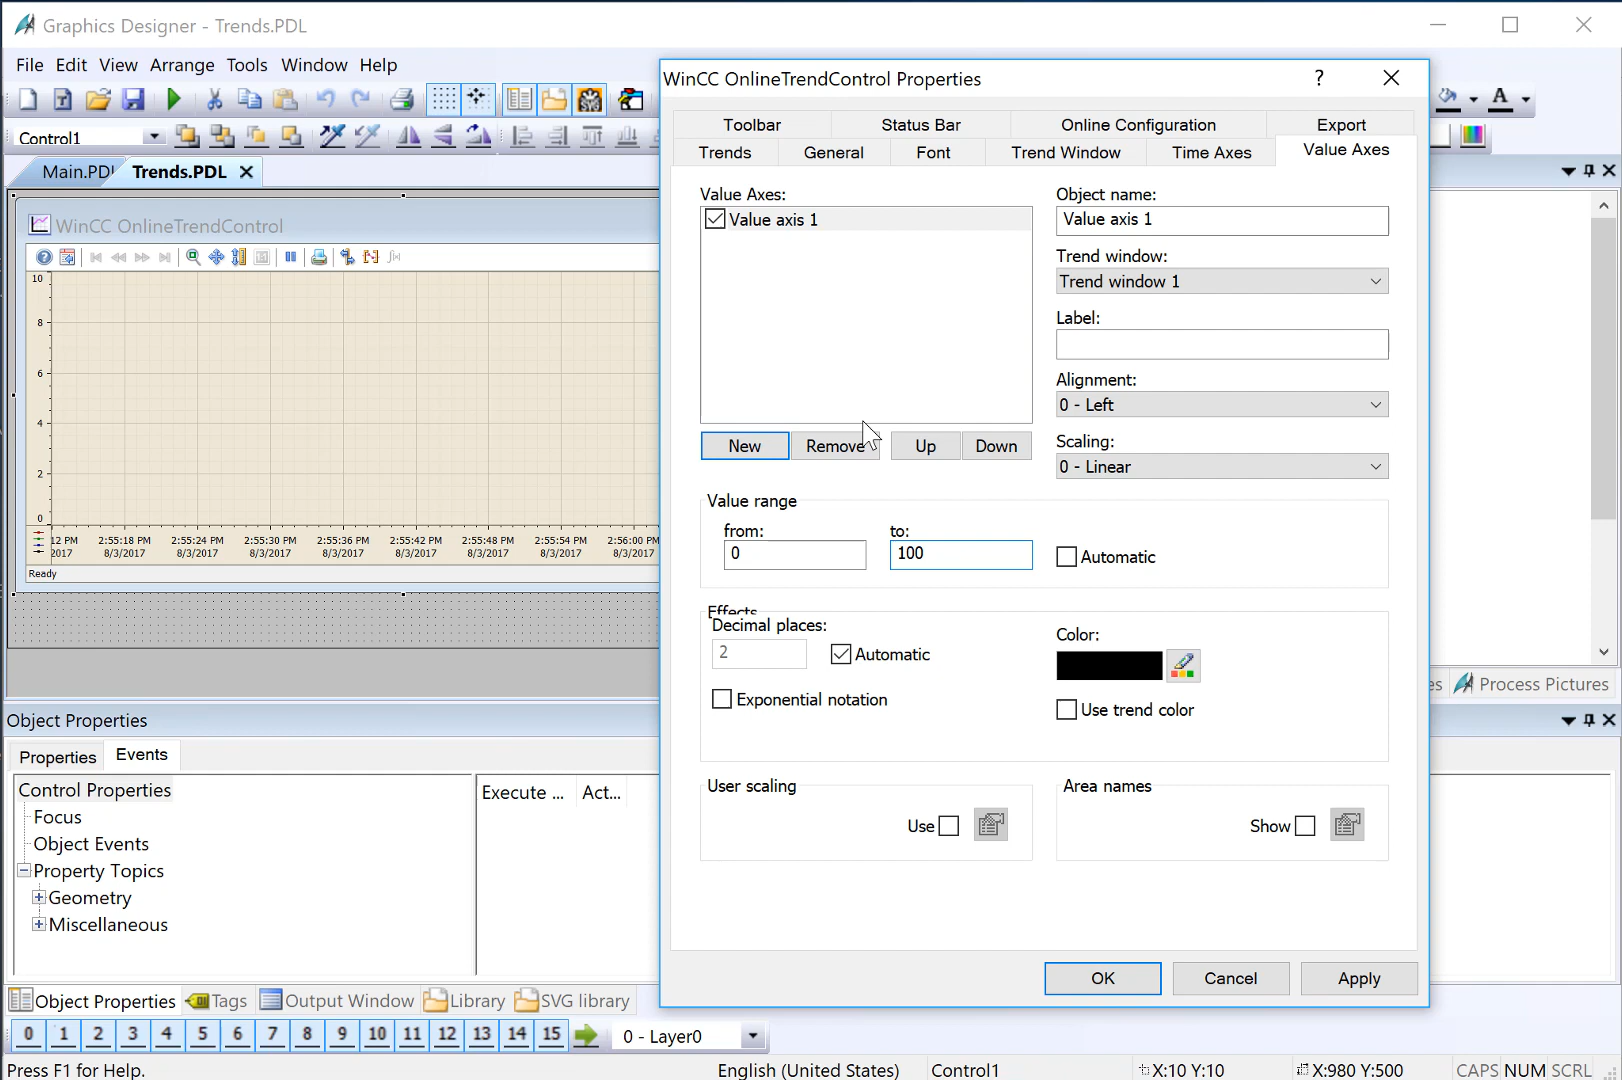 Graphics Designer - Trends.PDL
File Edit View Arrange Tools Window Help
Control1
Main.PDL Trends.PDL
WinCC OnlineTrendControl
10
8
6
4
2
0
12 PM 2:55:18 PM 2:55:24 PM 2:55:30 PM 2:55:36 PM 2:55:42 PM 2:55:48 PM 2:55:54 PM 2:56:00 PM
2017 8/3/2017 8/3/2017 8/3/2017 8/3/2017 8/3/2017 8/3/2017 8/3/2017 8/3/2017
Ready
WinCC OnlineTrendControl Properties
Toolbar Status Bar Online Configuration Export
Trends General Font Trend Window Time Axes Value Axes
Value Axes:
Value axis 1
New Remove Up Down
Object name:
Value axis 1
Trend window:
Trend window 1
Label:
Alignment:
0 - Left
Scaling:
0 - Linear
Value range
from: to:
0 100 Automatic
Effects
Decimal places:
2 Automatic
Exponential notation
Color:
Use trend color
User scaling
Use
Area names
Show
OK Cancel Apply
es Process Pictures
Object Properties
Properties Events
Control Properties
Focus
Object Events
Property Topics
Geometry
Miscellaneous
Execute ... Act...
Object Properties Tags Output Window Library SVG library
0 1 2 3 4 5 6 7 8 9 10 11 12 13 14 15 0 - Layer0
Press F1 for Help. English (United States) Control1 X:10 Y:10 X:980 Y:500 CAPS NUM SCRL